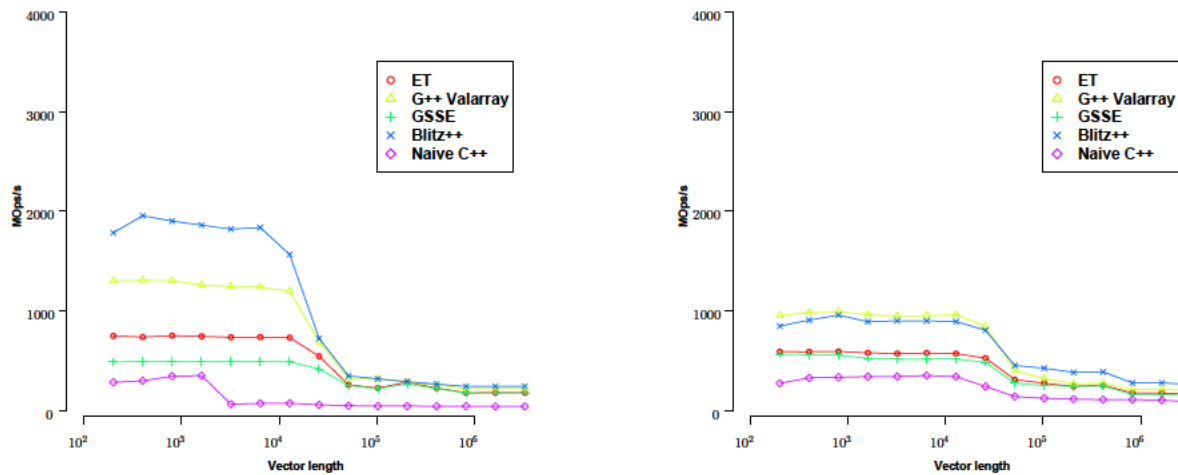 4000
3000
2000
1000
0
MOps/s
ET
G++ Valarray
GSSE
Blitz++
Naive C++
10²
10³
10⁴
10⁵
10⁶
Vector length
4000
3000
2000
1000
0
MOps/s
ET
G++ Valarray
GSSE
Blitz++
Naive C++
10²
10³
10⁴
10⁵
10⁶
Vector length